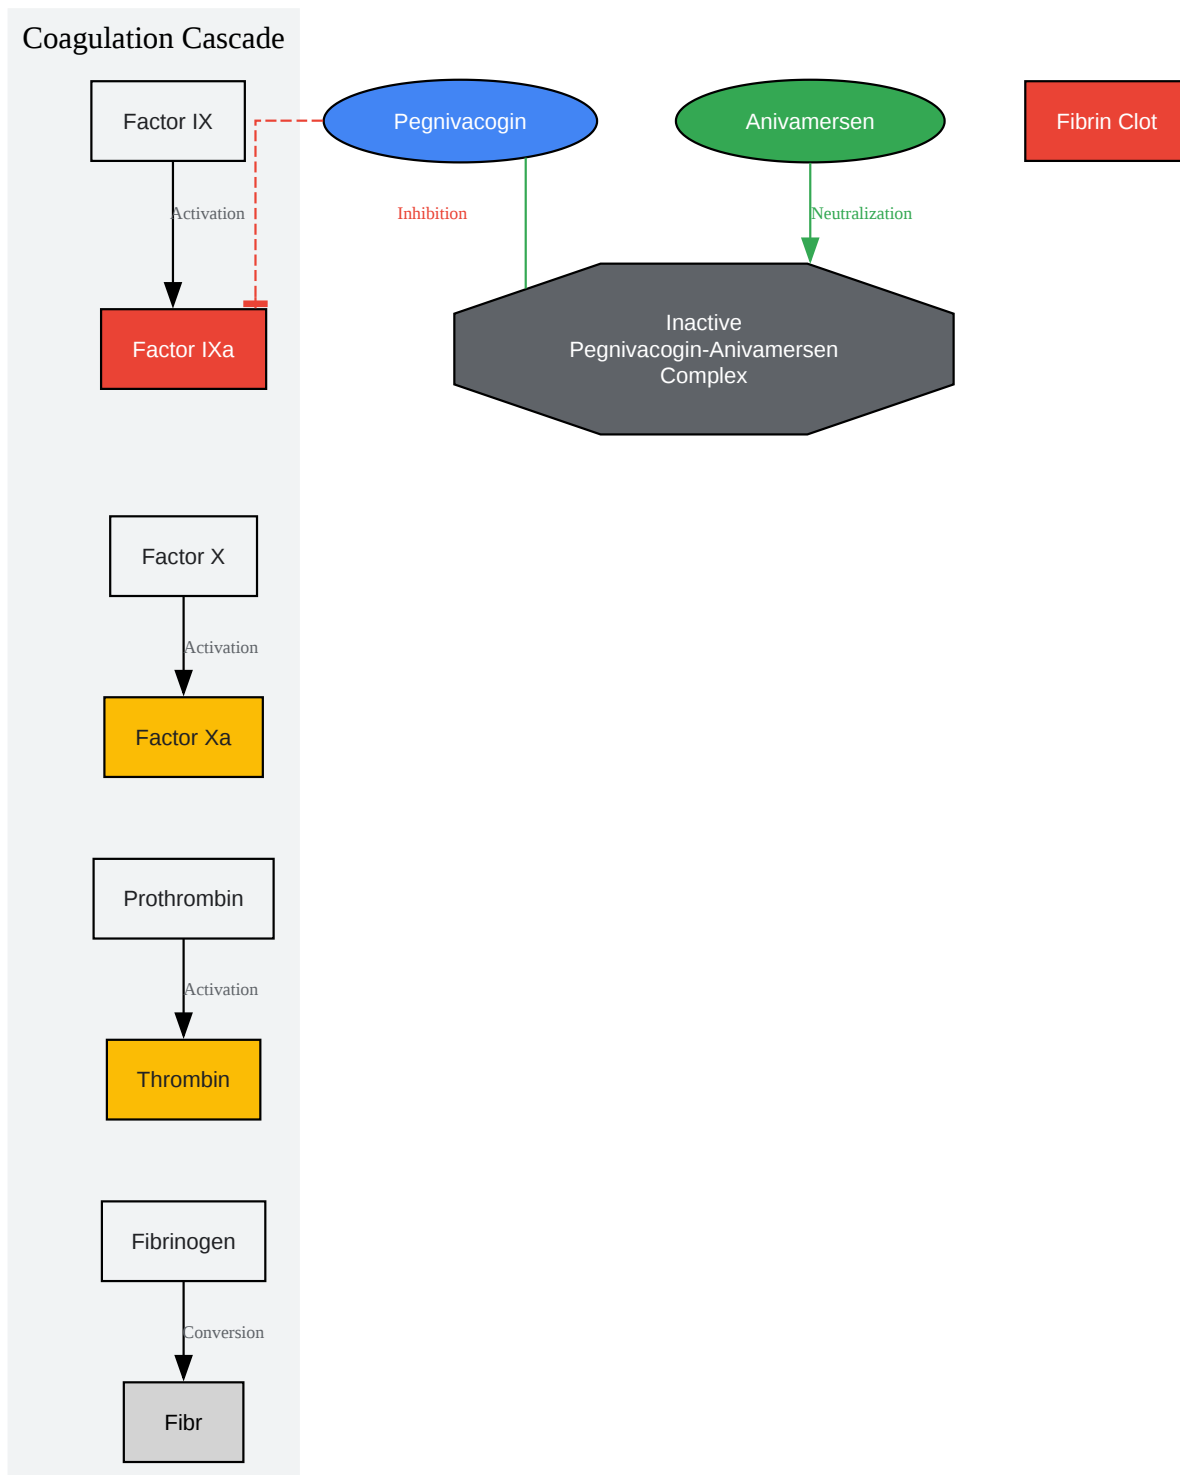 Coagulation Cascade
Factor IX
Pegnivacogin
Anivamersen
Fibrin Clot
Activation
Inhibition
Neutralization
Factor IXa
Inactive
Pegnivacogin-Anivamersen
Complex
Factor X
Activation
Factor Xa
Prothrombin
Activation
Thrombin
Fibrinogen
Conversion
Fibr